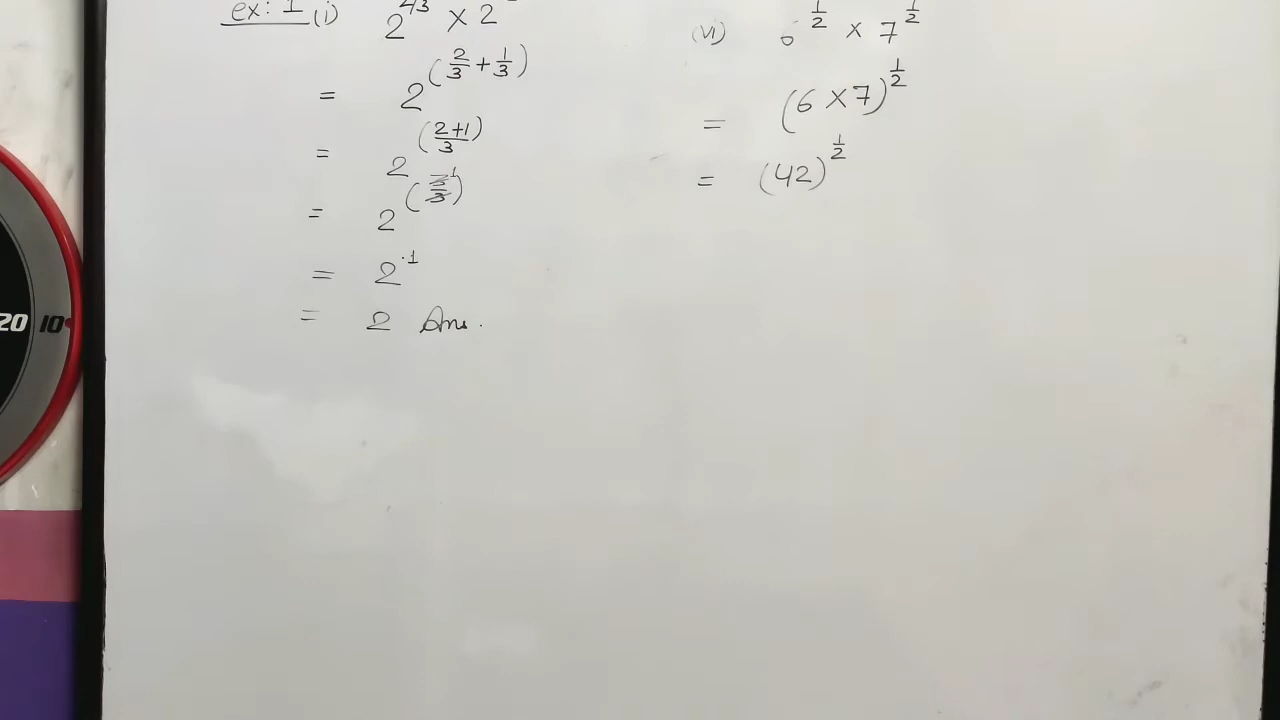 ex: 1 (i) 2^2/3 × 2
= 2^(2/3 + 1/3)
= 2^((2+1)/3)
= 2^(3/3) 1
= 2^1
= 2 Ans.
(vi) 6^1/2 × 7^1/2
= (6 × 7)^1/2
= (42)^1/2
20 10